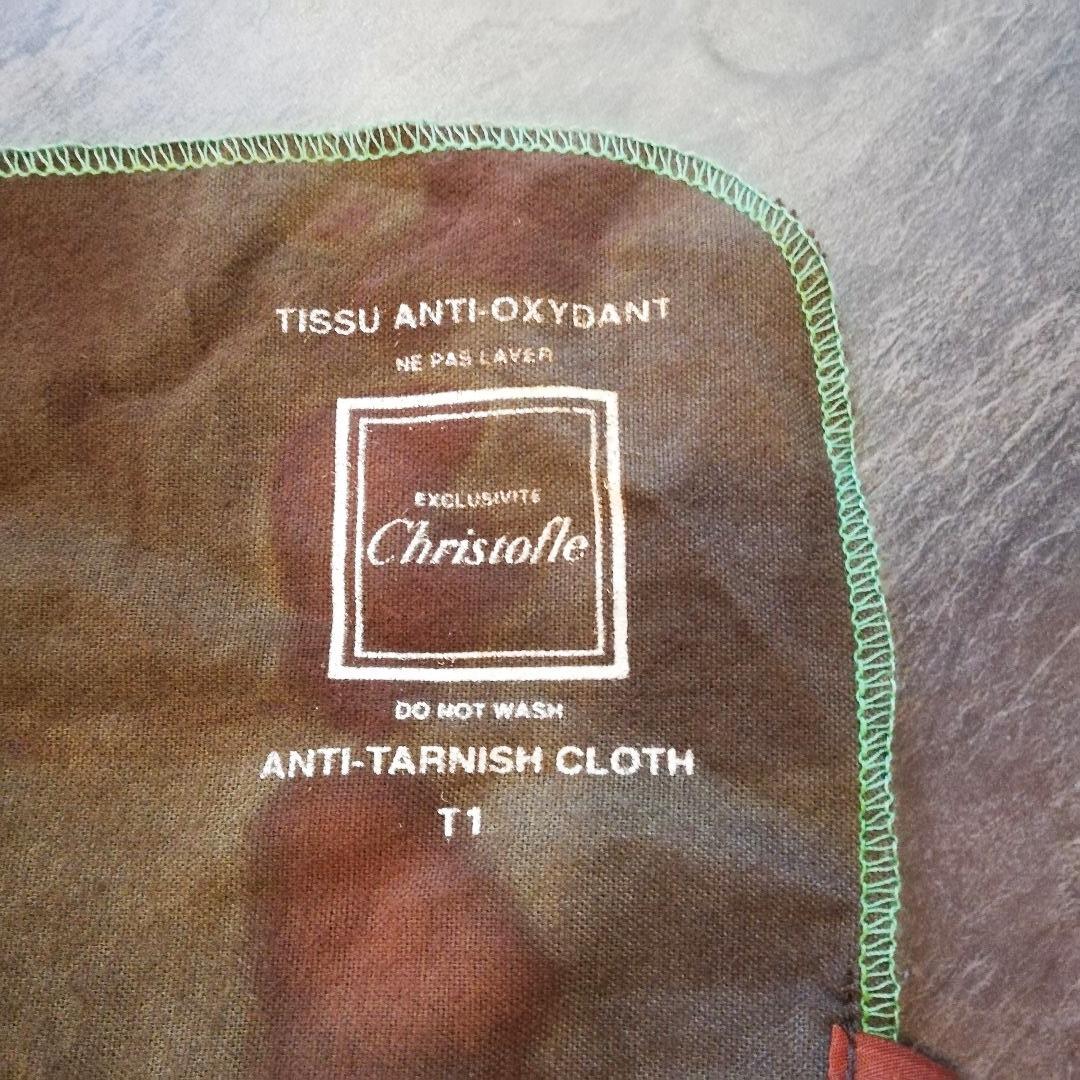 TISSU ANTI-OXYDANT
NE PAS LAVER
EXCLUSIVITE
Christofle
DO NOT WASH
ANTI-TARNISH CLOTH
T1